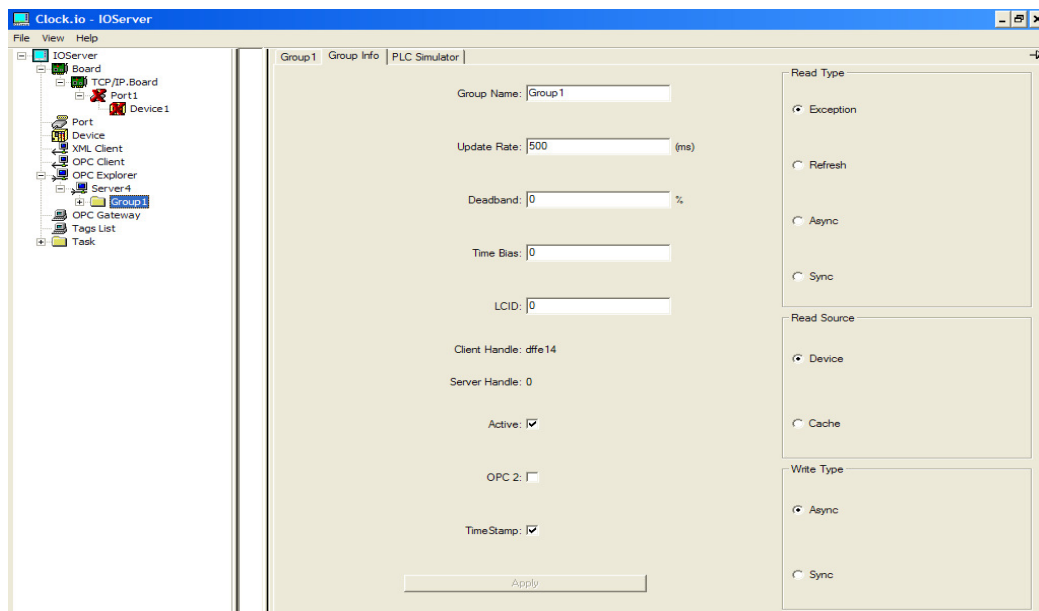 Clock.io - IOServer
File View Help
IOServer
Board
TCP/IP.Board
Port1
Device1
Port
Device
XML Client
OPC Client
OPC Explorer
Server4
Group1
OPC Gateway
Tags List
Task
Group1 Group Info PLC Simulator
Group Name: Group1
Update Rate: 500 (ms)
Deadband: 0 %
Time Bias: 0
LCID: 0
Client Handle: dffe14
Server Handle: 0
Active:
OPC 2:
TimeStamp:
Apply
Read Type
Exception
Refresh
Async
Sync
Read Source
Device
Cache
Write Type
Async
Sync